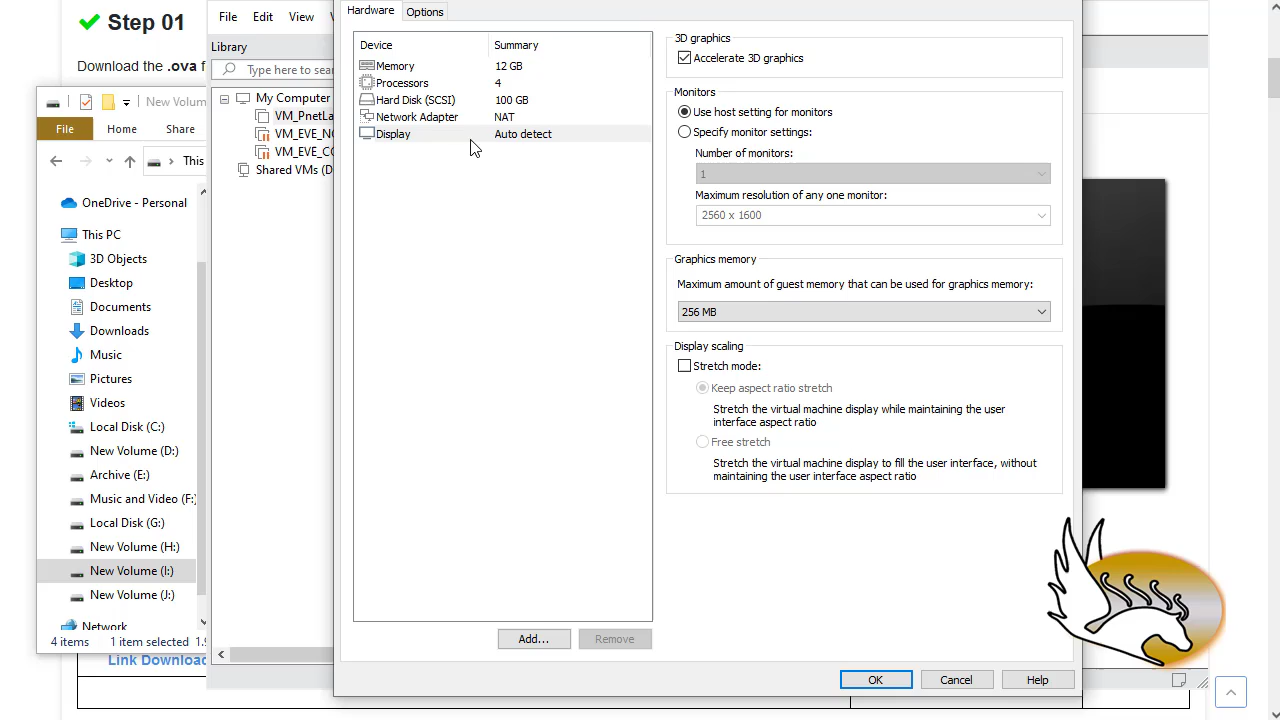 Step 01
Download the .ova f
Link Download
New Volum
File
Home
Share
This
OneDrive - Personal
This PC
3D Objects
Desktop
Documents
Downloads
Music
Pictures
Videos
Local Disk (C:)
New Volume (D:)
Archive (E:)
Music and Video (F:)
Local Disk (G:)
New Volume (H:)
New Volume (I:)
New Volume (J:)
Network
4 items 1 item selected 1.9
File Edit View
Library
Type here to sear
My Computer
VM_PnetLa
VM_EVE_NG
VM_EVE_CO
Shared VMs (D
Hardware Options
Device Summary
Memory 12 GB
Processors 4
Hard Disk (SCSI) 100 GB
Network Adapter NAT
Display Auto detect
Add... Remove
3D graphics
Accelerate 3D graphics
Monitors
Use host setting for monitors
Specify monitor settings:
Number of monitors:
1
Maximum resolution of any one monitor:
2560 x 1600
Graphics memory
Maximum amount of guest memory that can be used for graphics memory:
256 MB
Display scaling
Stretch mode:
Keep aspect ratio stretch
Stretch the virtual machine display while maintaining the user
interface aspect ratio
Free stretch
Stretch the virtual machine display to fill the user interface, without
maintaining the user interface aspect ratio
OK Cancel Help